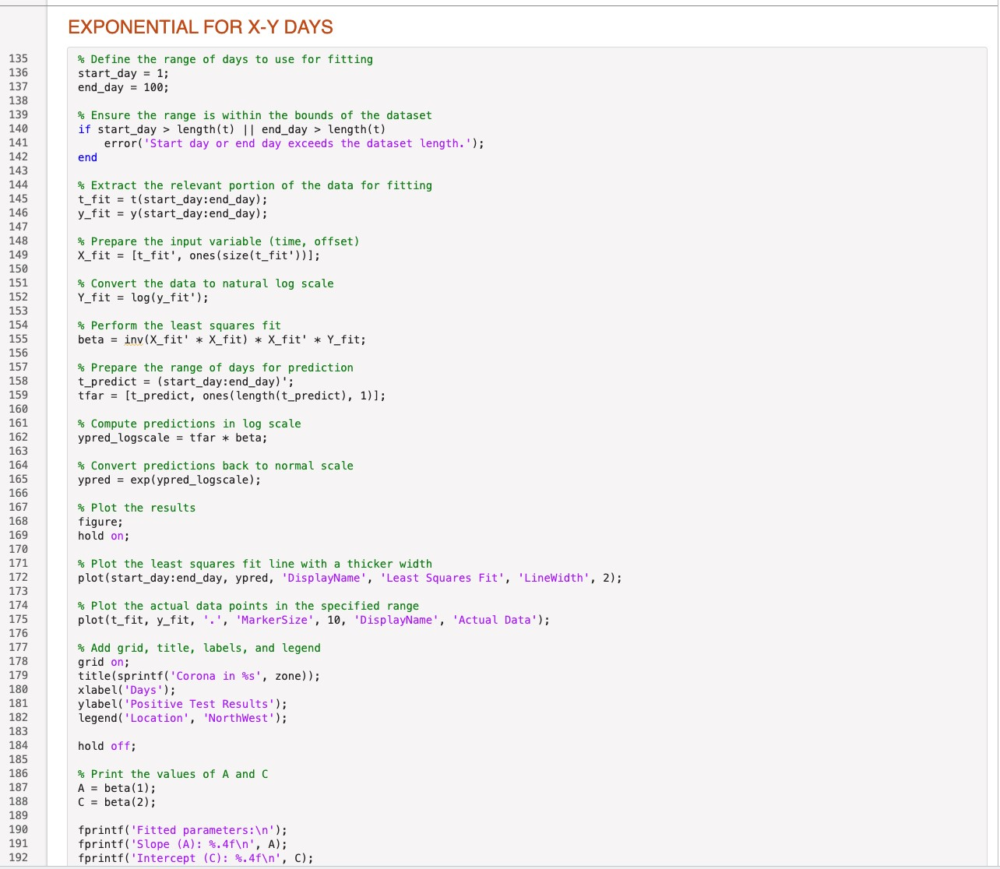 EXPONENTIAL FOR X-Y DAYS
135 % Define the range of days to use for fitting
136 start_day = 1;
137 end_day = 100;
138
139 % Ensure the range is within the bounds of the dataset
140 if start_day > length(t) || end_day > length(t)
141     error('Start day or end day exceeds the dataset length.');
142 end
143
144 % Extract the relevant portion of the data for fitting
145 t_fit = t(start_day:end_day);
146 y_fit = y(start_day:end_day);
147
148 % Prepare the input variable (time, offset)
149 X_fit = [t_fit', ones(size(t_fit'))];
150
151 % Convert the data to natural log scale
152 Y_fit = log(y_fit');
153
154 % Perform the least squares fit
155 beta = inv(X_fit' * X_fit) * X_fit' * Y_fit;
156
157 % Prepare the range of days for prediction
158 t_predict = (start_day:end_day)';
159 tfar = [t_predict, ones(length(t_predict), 1)];
160
161 % Compute predictions in log scale
162 ypred_logscale = tfar * beta;
163
164 % Convert predictions back to normal scale
165 ypred = exp(ypred_logscale);
166
167 % Plot the results
168 figure;
169 hold on;
170
171 % Plot the least squares fit line with a thicker width
172 plot(start_day:end_day, ypred, 'DisplayName', 'Least Squares Fit', 'LineWidth', 2);
173
174 % Plot the actual data points in the specified range
175 plot(t_fit, y_fit, '.', 'MarkerSize', 10, 'DisplayName', 'Actual Data');
176
177 % Add grid, title, labels, and legend
178 grid on;
179 title(sprintf('Corona in %s', zone));
180 xlabel('Days');
181 ylabel('Positive Test Results');
182 legend('Location', 'NorthWest');
183
184 hold off;
185
186 % Print the values of A and C
187 A = beta(1);
188 C = beta(2);
189
190 fprintf('Fitted parameters:\n');
191 fprintf('Slope (A): %.4f\n', A);
192 fprintf('Intercept (C): %.4f\n', C);